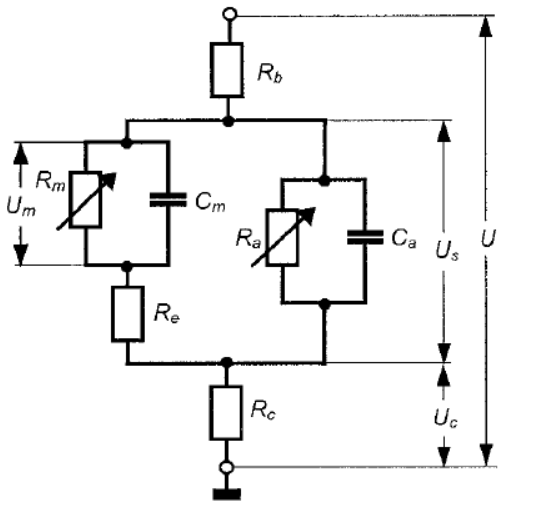 R_b
R_m
U_m
C_m
R_a
C_a
U_s
U
R_e
R_c
U_c